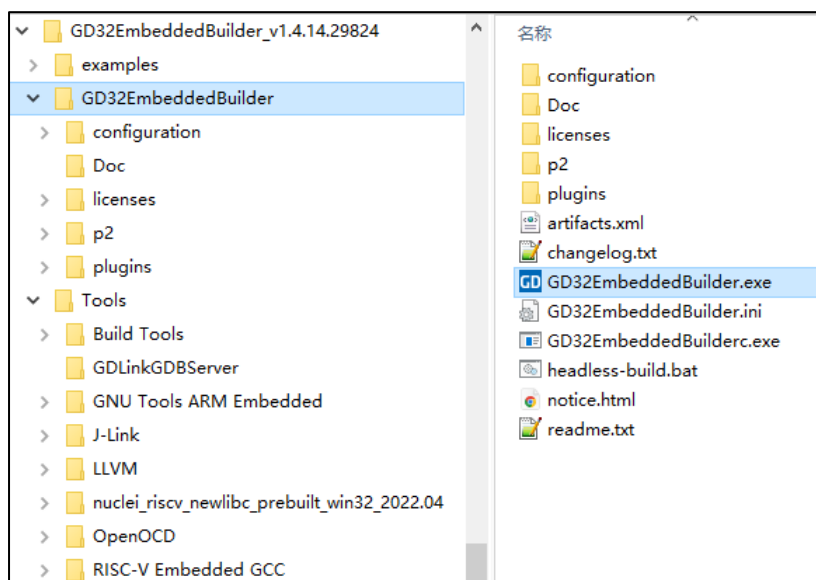 GD32EmbeddedBuilder_v1.4.14.29824
examples
GD32EmbeddedBuilder
configuration
Doc
licenses
p2
plugins
Tools
Build Tools
GDLinkGDBServer
GNU Tools ARM Embedded
J-Link
LLVM
nuclei_riscv_newlibc_prebuilt_win32_2022.04
OpenOCD
RISC-V Embedded GCC
名称
configuration
Doc
licenses
p2
plugins
artifacts.xml
changelog.txt
GD GD32EmbeddedBuilder.exe
GD32EmbeddedBuilder.ini
GD32EmbeddedBuilderc.exe
headless-build.bat
notice.html
readme.txt